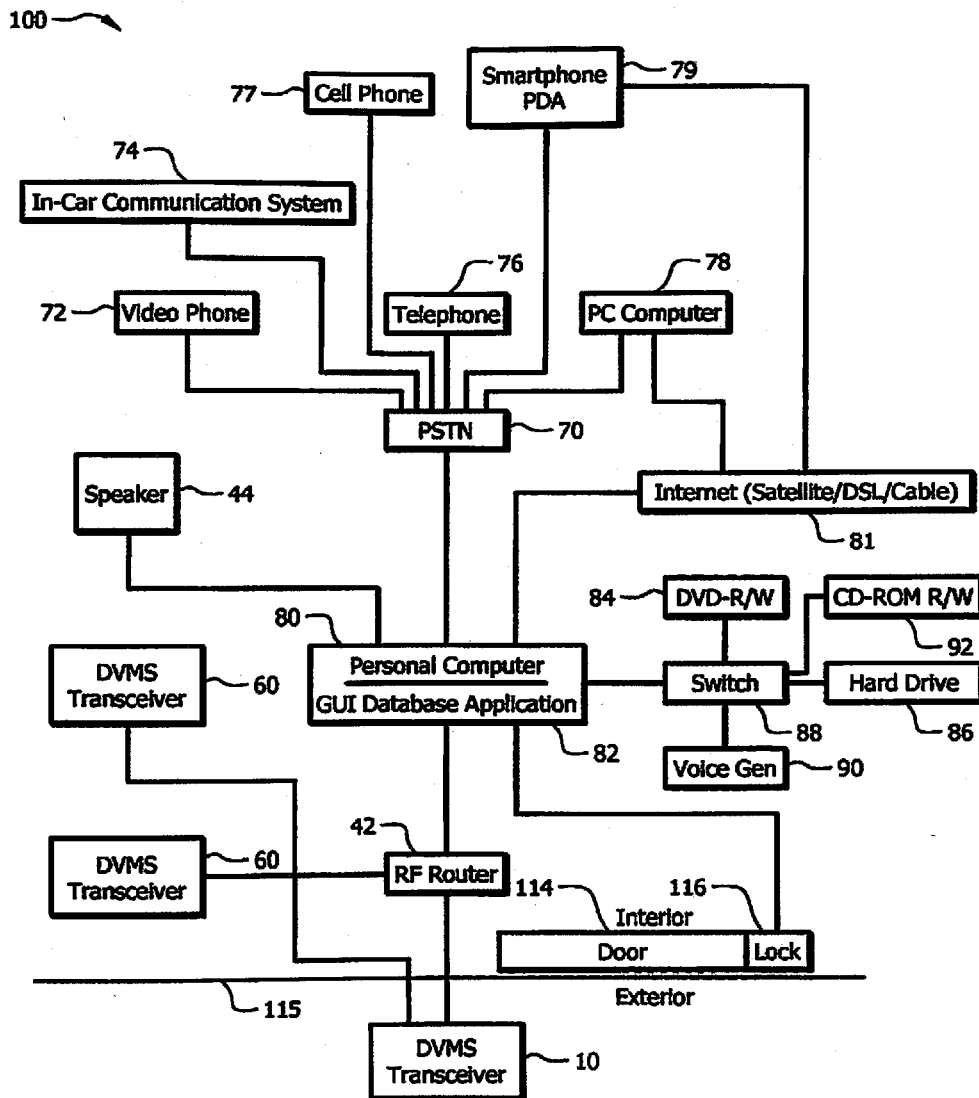 100
77
Cell Phone
Smartphone
PDA
79
74
In-Car Communication System
72
Video Phone
76
Telephone
78
PC Computer
PSTN
70
Speaker
44
Internet (Satellite/DSL/Cable)
81
84
DVD-R/W
CD-ROM R/W
92
80
Personal Computer
GUI Database Application
82
Switch
88
Hard Drive
86
Voice Gen
90
DVMS
Transceiver
60
DVMS
Transceiver
60
42
RF Router
114
Interior
116
Door
Lock
115
Exterior
DVMS
Transceiver
10